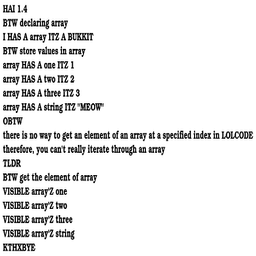 HAI 1.4
BTW declaring array
I HAS A array ITZ A BUKKIT
BTW store values in array
array HAS A one ITZ 1
array HAS A two ITZ 2
array HAS A three ITZ 3
array HAS A string ITZ "MEOW"
OBTW
there is no way to get an element of an array at a specified index in LOLCODE
therefore, you can't really iterate through an array
TLDR
BTW get the element of array
VISIBLE array'Z one
VISIBLE array'Z two
VISIBLE array'Z three
VISIBLE array'Z string
KTHXBYE